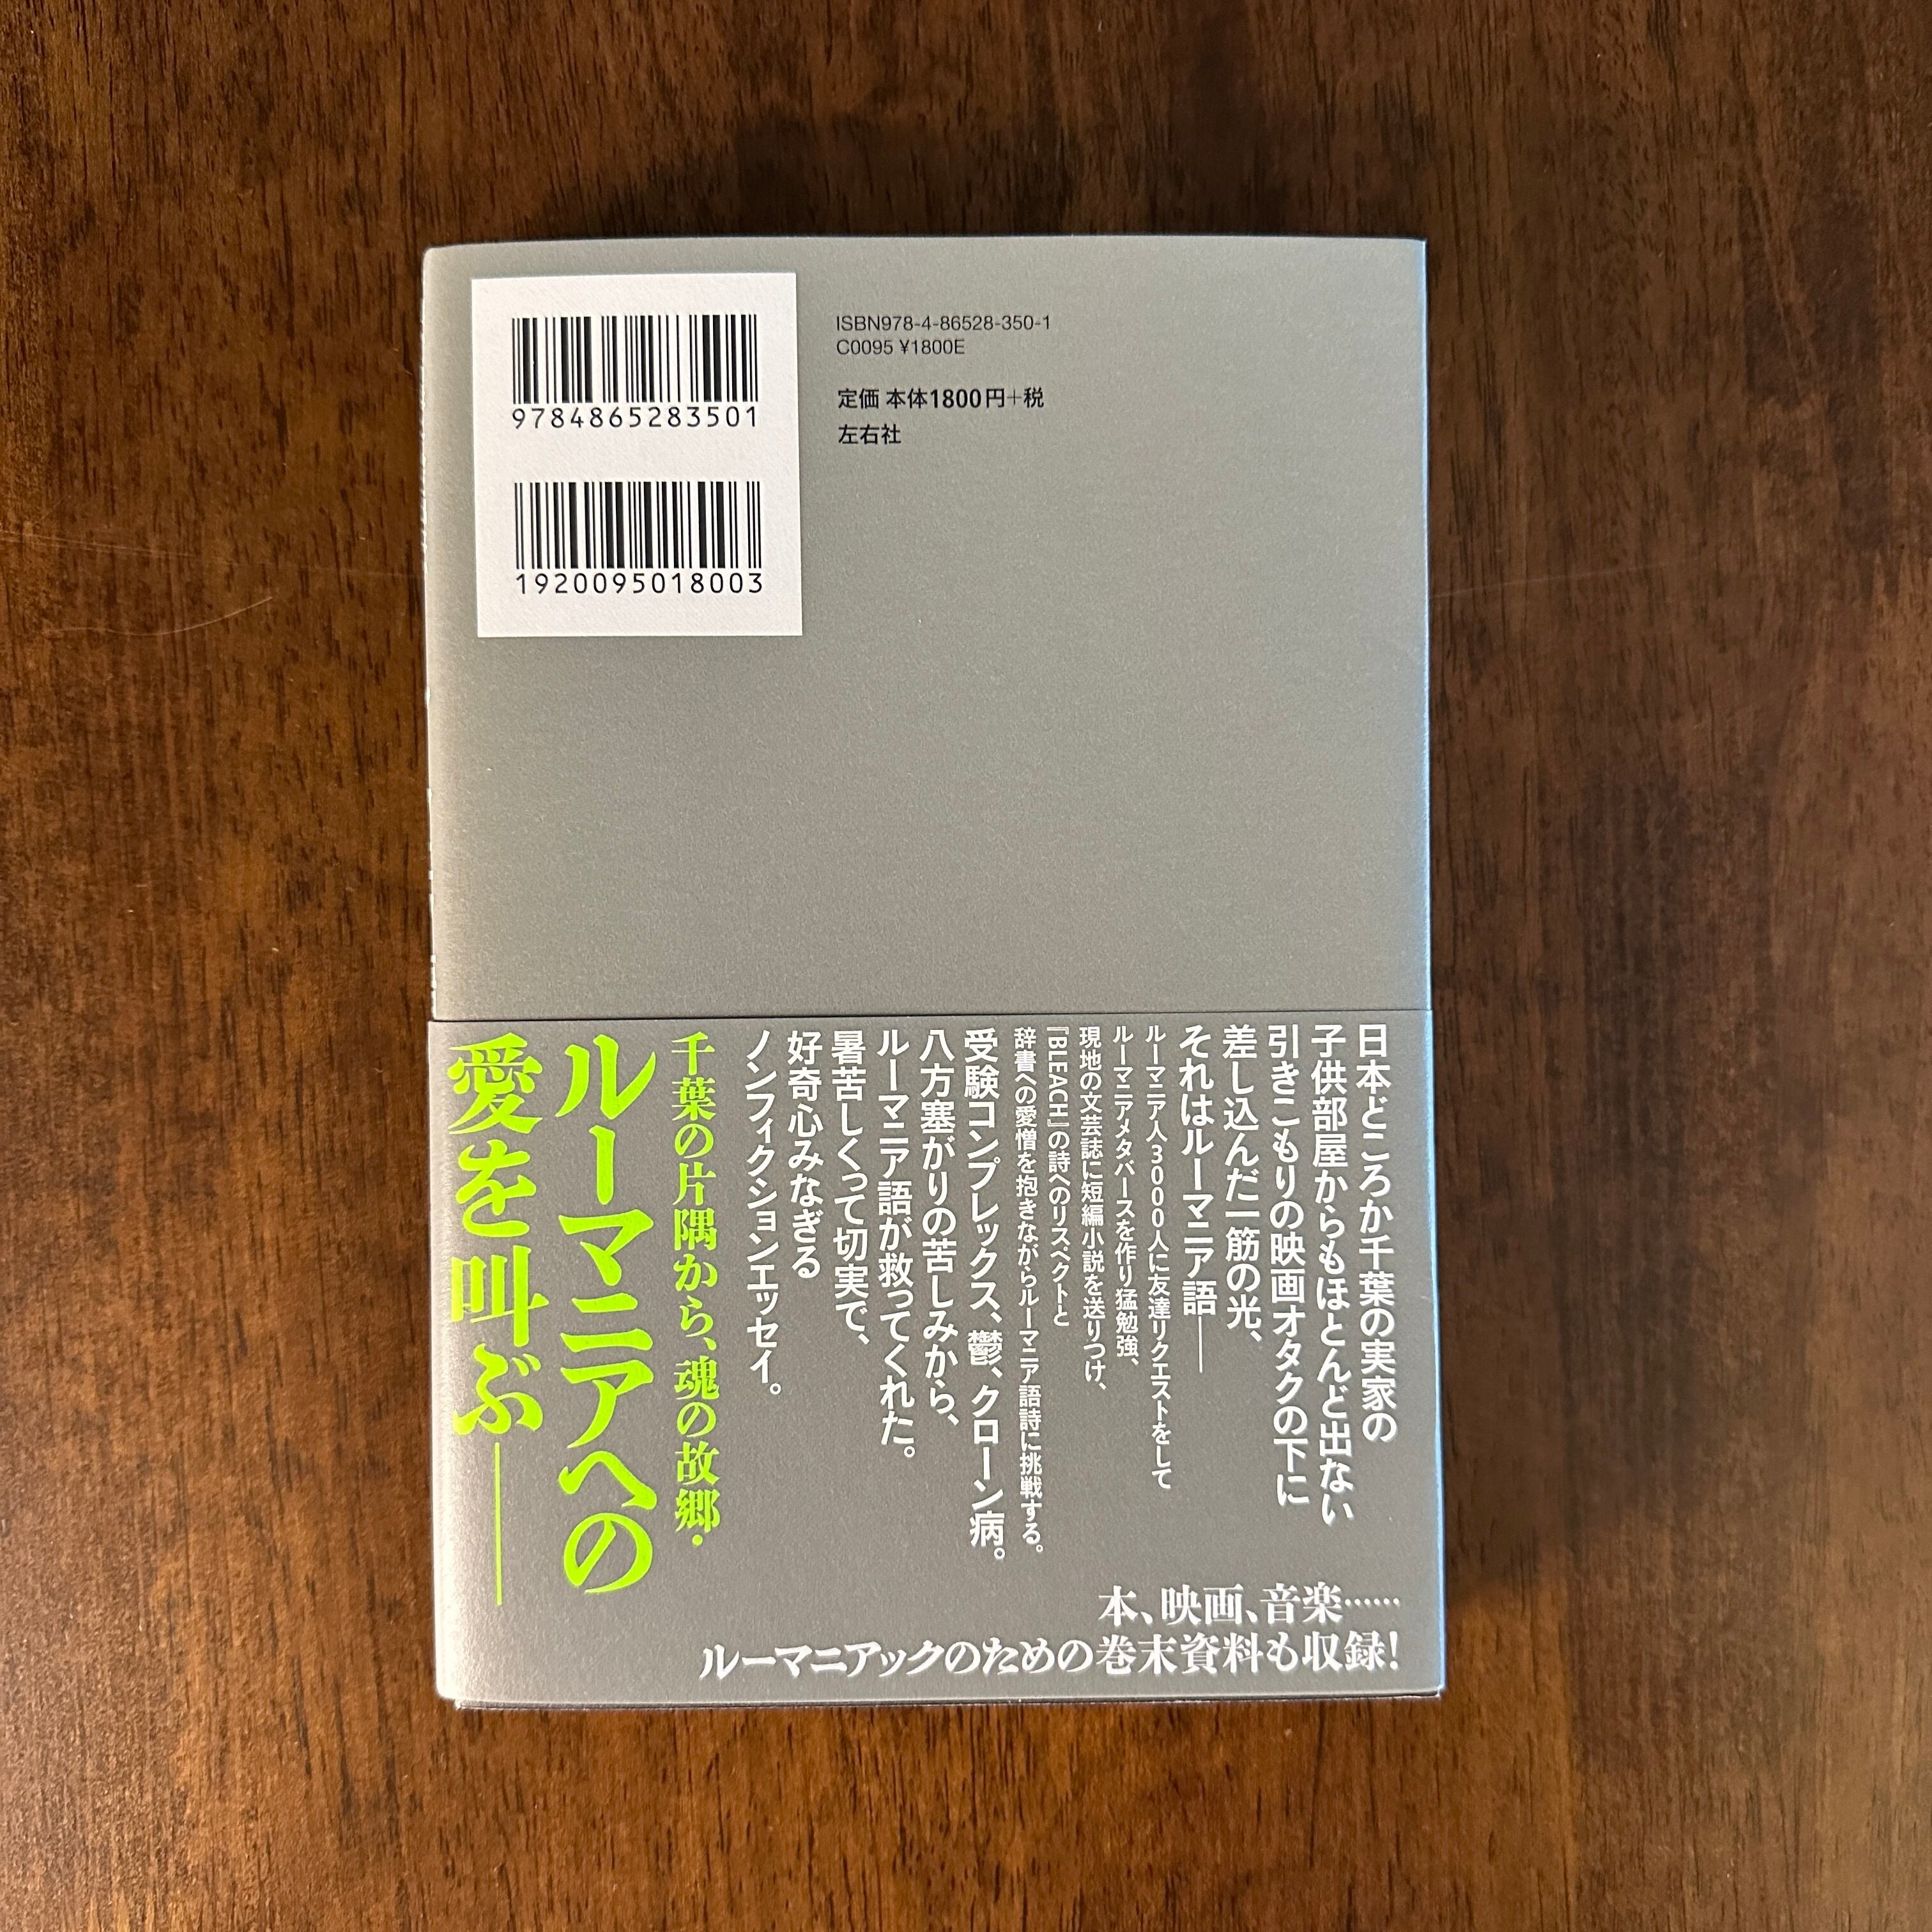 9784865283501
1920095018003
ISBN978-4-86528-350-1
C0095 ¥1800E
定価 本体1800円+税
左右社
日本どころか千葉の実家の
子供部屋からもほとんど出ない
引きこもりの映画オタクの下に
差し込んだ一筋の光、
それはルーマニア語——
ルーマニア人3000人に友達リクエストをして
ルーマニアメタバースを作り猛勉強、
現地の文芸誌に短編小説を送りつけ、
『BLEACH』の詩へのリスペクトと
辞書への愛憎を抱きながらルーマニア語詩に挑戦する。
受験コンプレックス、鬱、クローン病。
八方塞がりの苦しみから、
ルーマニア語が救ってくれた。
暑苦しくって切実で、
好奇心みなぎる
ノンフィクションエッセイ。
千葉の片隅から、魂の故郷・
ルーマニアへの
愛を叫ぶ——
本、映画、音楽……
ルーマニアックのための巻末資料も収録!